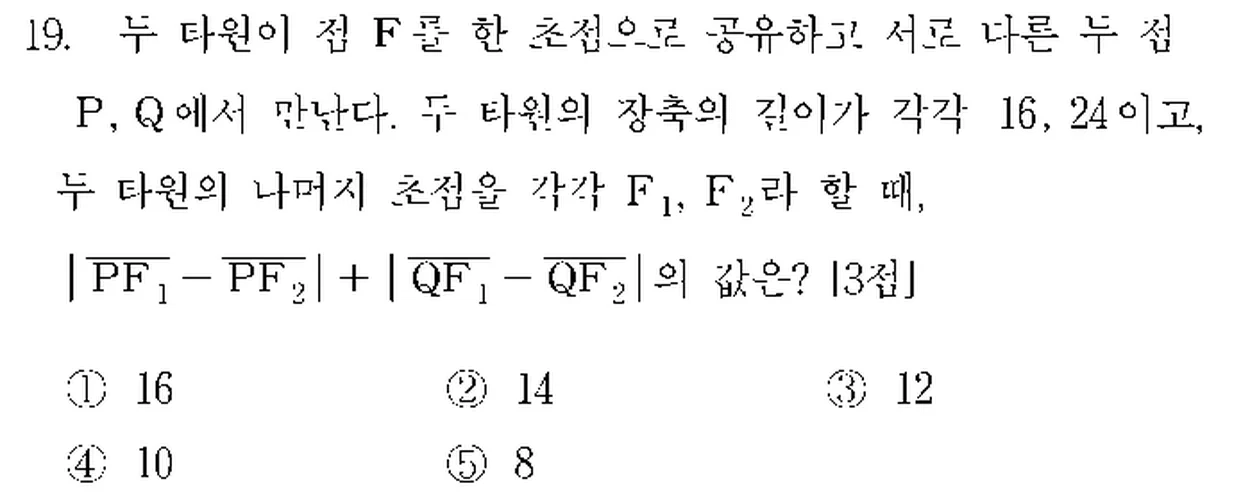 19. 두 타원이 점 F를 한 초점으로 공유하고 서로 다른 두 점
P, Q에서 만난다. 두 타원의 장축의 길이가 각각 16, 24이고,
두 타원의 나머지 초점을 각각 F₁, F₂라 할 때,
|P̅F̅₁ − P̅F̅₂| + |Q̅F̅₁ − Q̅F̅₂|의 값은? [3점]
① 16 ② 14 ③ 12
④ 10 ⑤ 8